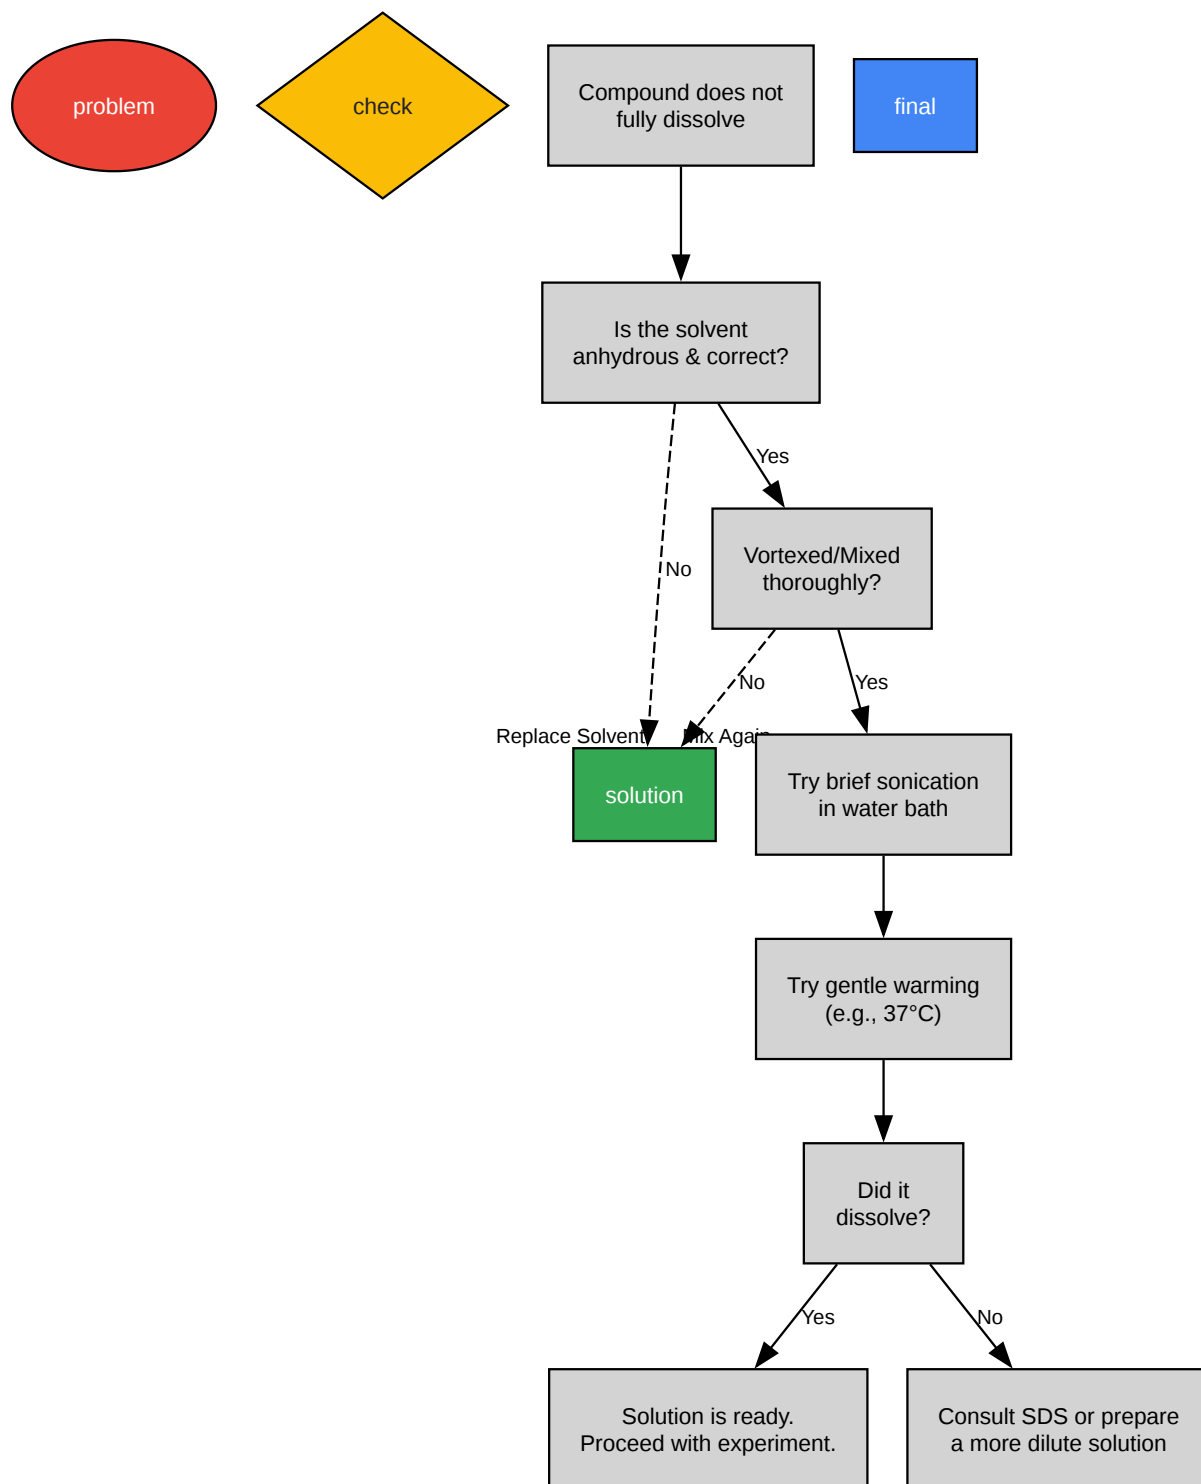 problem
check
Compound does not
fully dissolve
final
Is the solvent
anhydrous & correct?
Yes
Vortexed/Mixed
thoroughly?
No
No
Yes
Replace Solvent
Mix Again
solution
Try brief sonication
in water bath
Try gentle warming
(e.g., 37°C)
Did it
dissolve?
Yes
No
Solution is ready.
Proceed with experiment.
Consult SDS or prepare
a more dilute solution